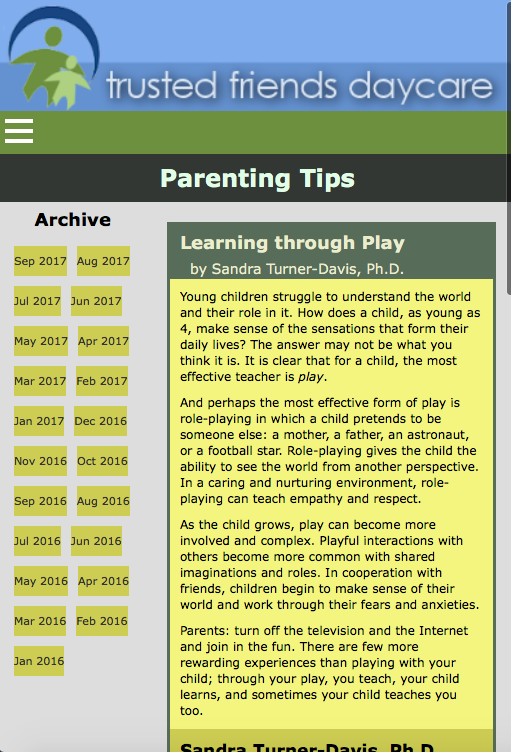 trusted friends daycare
Parenting Tips
Archive
Sep 2017 Aug 2017
Jul 2017 Jun 2017
May 2017 Apr 2017
Mar 2017 Feb 2017
Jan 2017 Dec 2016
Nov 2016 Oct 2016
Sep 2016 Aug 2016
Jul 2016 Jun 2016
May 2016 Apr 2016
Mar 2016 Feb 2016
Jan 2016
Learning through Play
by Sandra Turner-Davis, Ph.D.
Young children struggle to understand the world
and their role in it. How does a child, as young as
4, make sense of the sensations that form their
daily lives? The answer may not be what you
think it is. It is clear that for a child, the most
effective teacher is play.
And perhaps the most effective form of play is
role-playing in which a child pretends to be
someone else: a mother, a father, an astronaut,
or a football star. Role-playing gives the child the
ability to see the world from another perspective.
In a caring and nurturing environment, role-
playing can teach empathy and respect.
As the child grows, play can become more
involved and complex. Playful interactions with
others become more common with shared
imaginations and roles. In cooperation with
friends, children begin to make sense of their
world and work through their fears and anxieties.
Parents: turn off the television and the Internet
and join in the fun. There are few more
rewarding experiences than playing with your
child; through your play, you teach, your child
learns, and sometimes your child teaches you
too.
Sandra Turner-Davis, Ph.D.